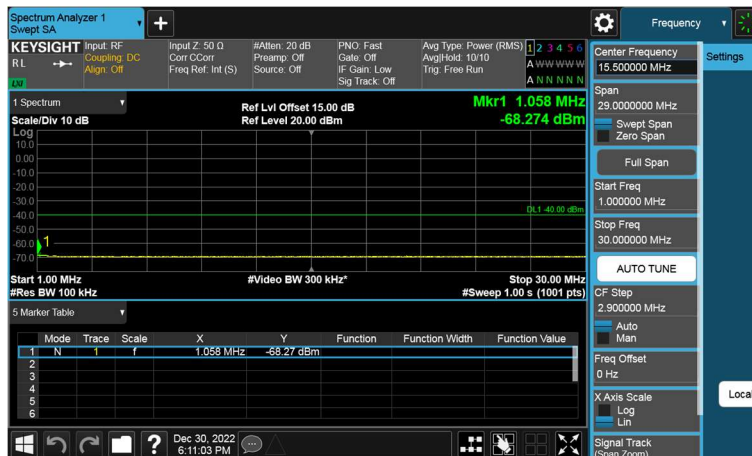 Spectrum Analyzer 1
Swept SA
Frequency
KEYSIGHT
RL
LXI
Input: RF
Coupling: DC
Align: Off
Input Z: 50 Ω
Corr CCorr
Freq Ref: Int (S)
#Atten: 20 dB
Preamp: Off
Source: Off
PNO: Fast
Gate: Off
IF Gain: Low
Sig Track: Off
Avg Type: Power (RMS)
Avg|Hold: 10/10
Trig: Free Run
1 2 3 4 5 6
A W W W W W
A N N N N N
1 Spectrum
Scale/Div 10 dB
Ref Lvl Offset 15.00 dB
Ref Level 20.00 dBm
Mkr1 1.058 MHz
-68.274 dBm
Log
10.0
0.00
-10.0
-20.0
-30.0
-40.0
-50.0
-60.0
-70.0
DL1 -40.00 dBm
1
Start 1.00 MHz
#Res BW 100 kHz
#Video BW 300 kHz*
Stop 30.00 MHz
#Sweep 1.00 s (1001 pts)
5 Marker Table
Mode Trace Scale X Y Function Function Width Function Value
1 N 1 f 1.058 MHz -68.27 dBm
2
3
4
5
6
Dec 30, 2022
6:11:03 PM
Center Frequency
15.500000 MHz
Settings
Span
29.0000000 MHz
Swept Span
Zero Span
Full Span
Start Freq
1.000000 MHz
Stop Freq
30.000000 MHz
AUTO TUNE
CF Step
2.900000 MHz
Auto
Man
Freq Offset
0 Hz
X Axis Scale
Log
Lin
Local
Signal Track
(Span Zoom)